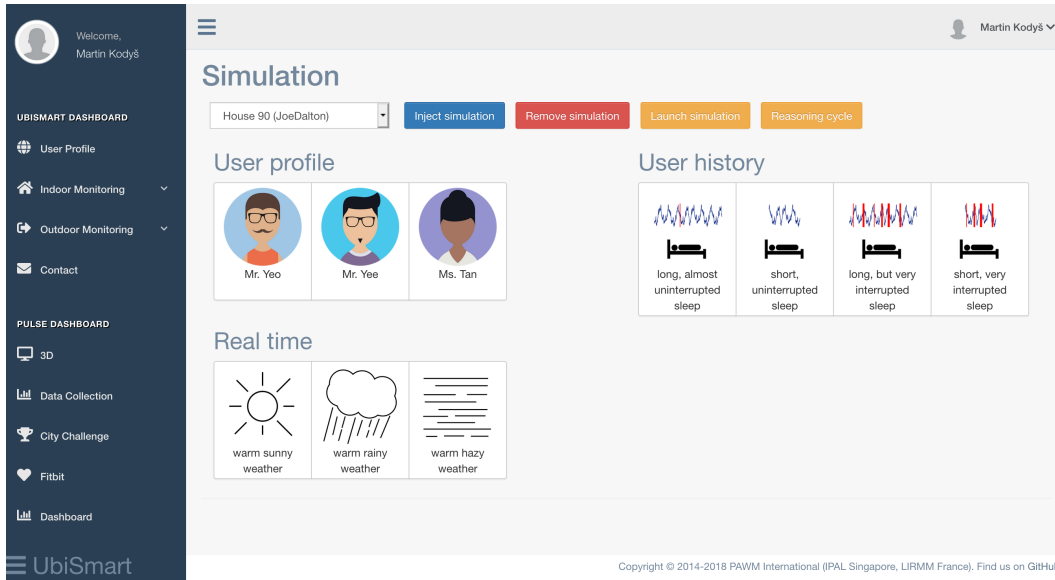 Welcome,
Martin Kodyš
Martin Kodyš
Simulation
House 90 (JoeDalton)
Inject simulation
Remove simulation
Launch simulation
Reasoning cycle
UBISMART DASHBOARD
User Profile
Indoor Monitoring
Outdoor Monitoring
Contact
PULSE DASHBOARD
3D
Data Collection
City Challenge
Fitbit
Dashboard
UbiSmart
User profile
Mr. Yeo
Mr. Yee
Ms. Tan
User history
long, almost
uninterrupted
sleep
short,
uninterrupted
sleep
long, but very
interrupted
sleep
short, very
interrupted
sleep
Real time
warm sunny
weather
warm rainy
weather
warm hazy
weather
Copyright © 2014-2018 PAWM International (IPAL Singapore, LIRMM France). Find us on GitHu